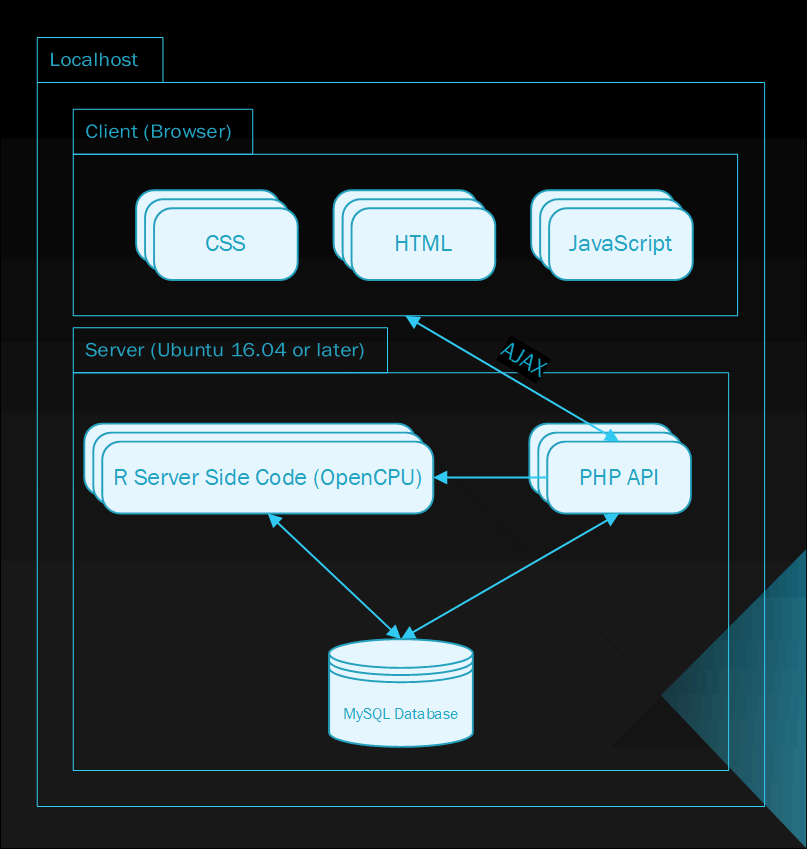 Localhost
Client (Browser)
CSS
HTML
JavaScript
Server (Ubuntu 16.04 or later)
AJAX
R Server Side Code (OpenCPU)
PHP API
MySQL Database